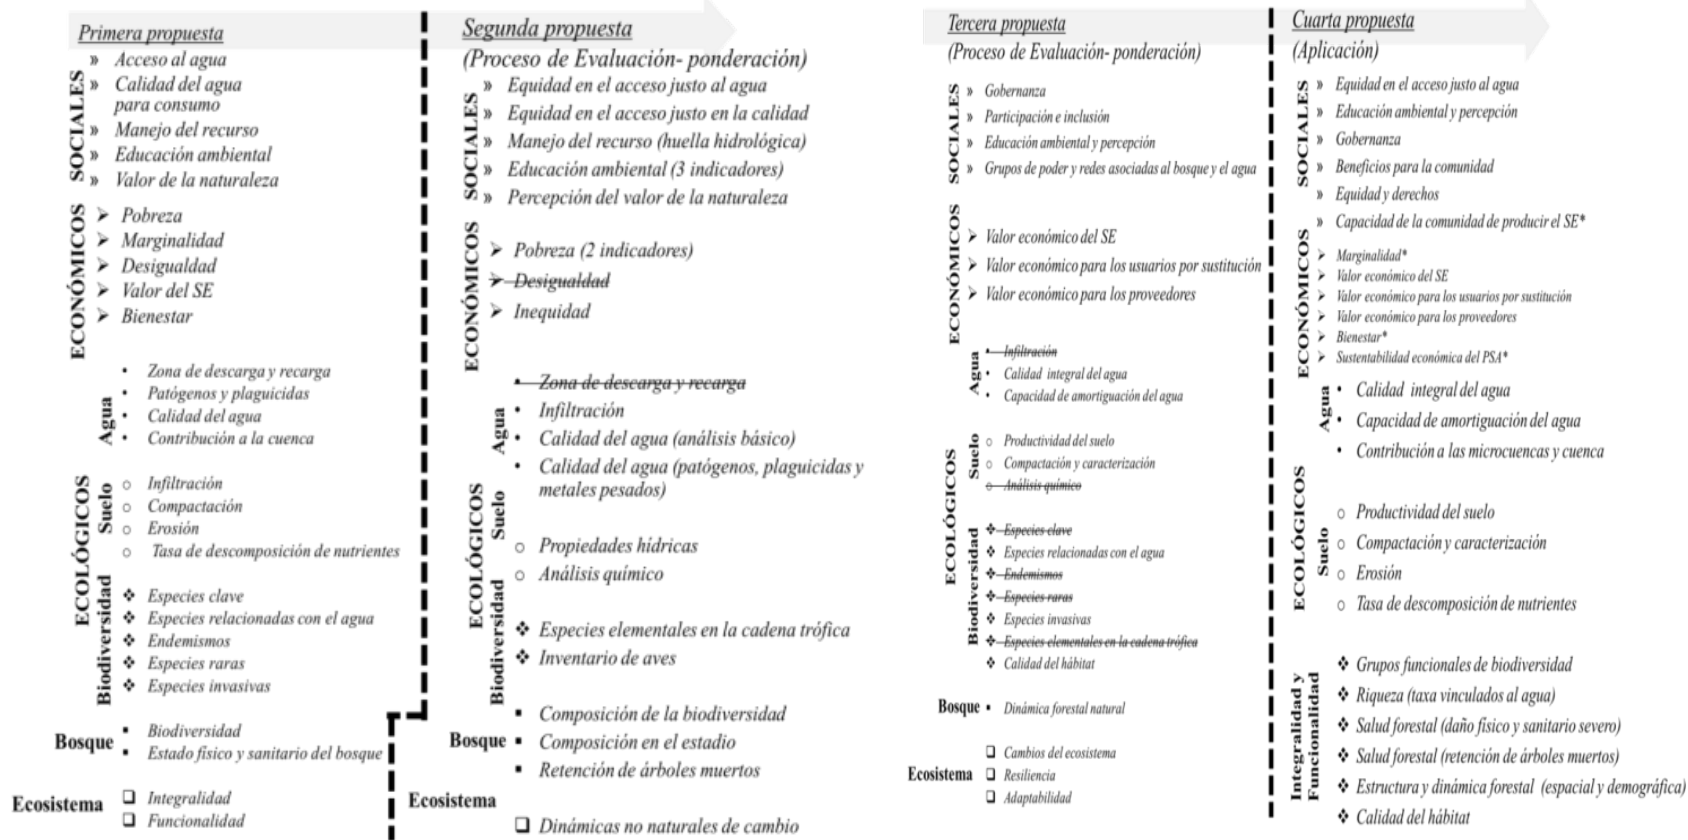 Primera propuesta
SOCIALES
» Acceso al agua
» Calidad del agua
para consumo
» Manejo del recurso
» Educación ambiental
» Valor de la naturaleza
ECONÓMICOS
➢ Pobreza
➢ Marginalidad
➢ Desigualdad
➢ Valor del SE
➢ Bienestar
ECOLÓGICOS
Agua
• Zona de descarga y recarga
• Patógenos y plaguicidas
• Calidad del agua
• Contribución a la cuenca
Suelo
○ Infiltración
○ Compactación
○ Erosión
○ Tasa de descomposición de nutrientes
Biodiversidad
❖ Especies clave
❖ Especies relacionadas con el agua
❖ Endemismos
❖ Especies raras
❖ Especies invasivas
Bosque
▪ Biodiversidad
▪ Estado físico y sanitario del bosque
Ecosistema
❑ Integralidad
❑ Funcionalidad
Segunda propuesta
(Proceso de Evaluación- ponderación)
SOCIALES
» Equidad en el acceso justo al agua
» Equidad en el acceso justo en la calidad
» Manejo del recurso (huella hidrológica)
» Educación ambiental (3 indicadores)
» Percepción del valor de la naturaleza
ECONÓMICOS
➢ Pobreza (2 indicadores)
➢ Desigualdad
➢ Inequidad
ECOLÓGICOS
Agua
▪ Zona de descarga y recarga
• Infiltración
• Calidad del agua (análisis básico)
• Calidad del agua (patógenos, plaguicidas y
metales pesados)
Suelo
○ Propiedades hídricas
○ Análisis químico
Biodiversidad
❖ Especies elementales en la cadena trófica
❖ Inventario de aves
Bosque
▪ Composición de la biodiversidad
▪ Composición en el estadio
▪ Retención de árboles muertos
Ecosistema
❑ Dinámicas no naturales de cambio
Tercera propuesta
(Proceso de Evaluación- ponderación)
SOCIALES
» Gobernanza
» Participación e inclusión
» Educación ambiental y percepción
» Grupos de poder y redes asociadas al bosque y el agua
ECONÓMICOS
➢ Valor económico del SE
➢ Valor económico para los usuarios por sustitución
➢ Valor económico para los proveedores
ECOLÓGICOS
Agua
▪ Infiltración
• Calidad integral del agua
• Capacidad de amortiguación del agua
Suelo
○ Productividad del suelo
○ Compactación y caracterización
○ Análisis químico
Biodiversidad
❖ Especies clave
❖ Especies relacionadas con el agua
❖ Endemismos
❖ Especies raras
❖ Especies invasivas
❖ Especies elementales en la cadena trófica
❖ Calidad del hábitat
Bosque
▪ Dinámica forestal natural
Ecosistema
❑ Cambios del ecosistema
❑ Resiliencia
❑ Adaptabilidad
Cuarta propuesta
(Aplicación)
SOCIALES
» Equidad en el acceso justo al agua
» Educación ambiental y percepción
» Gobernanza
» Beneficios para la comunidad
» Equidad y derechos
» Capacidad de la comunidad de producir el SE*
ECONÓMICOS
➢ Marginalidad*
➢ Valor económico del SE
➢ Valor económico para los usuarios por sustitución
➢ Valor económico para los proveedores
➢ Bienestar*
➢ Sustentabilidad económica del PSA*
ECOLÓGICOS
Agua
• Calidad integral del agua
• Capacidad de amortiguación del agua
• Contribución a las microcuencas y cuenca
Suelo
○ Productividad del suelo
○ Compactación y caracterización
○ Erosión
○ Tasa de descomposición de nutrientes
Integralidad y
Funcionalidad
❖ Grupos funcionales de biodiversidad
❖ Riqueza (taxa vinculados al agua)
❖ Salud forestal (daño físico y sanitario severo)
❖ Salud forestal (retención de árboles muertos)
❖ Estructura y dinámica forestal (espacial y demográfica)
❖ Calidad del hábitat